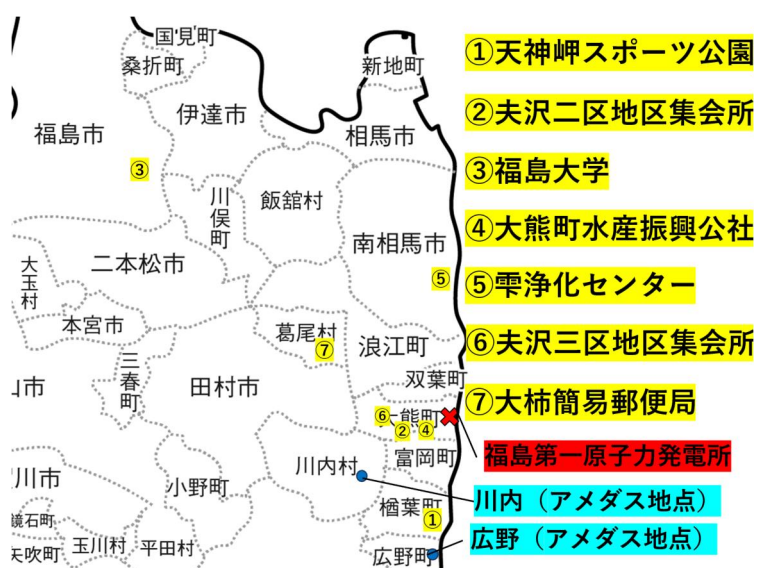 国見町
桑折町
新地町
①天神岬スポーツ公園
伊達市
②夫沢二区地区集会所
福島市
相馬市
③
③福島大学
川俣町
飯舘村
④大熊町水産振興公社
南相馬市
二本松市
大玉村
⑤
⑤雫浄化センター
本宮市
葛尾村
⑦
浪江町
⑥夫沢三区地区集会所
三春町
田村市
双葉町
⑦大柿簡易郵便局
⑥
大熊町
②
④
福島第一原子力発電所
富岡町
川内村
川市
小野町
川内（アメダス地点）
楢葉町
①
鏡石町
広野（アメダス地点）
矢吹町
玉川村
平田村
広野町